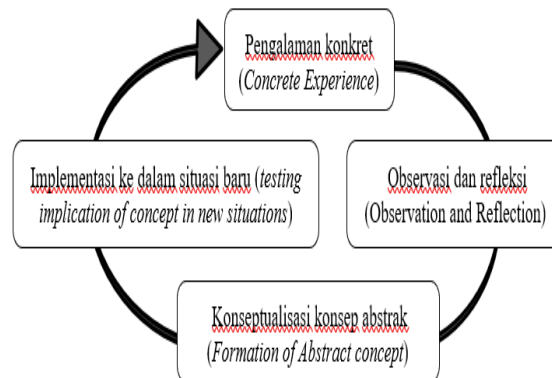 Pengalaman konkret
(Concrete Experience)
Implementasi ke dalam situasi baru (testing
implication of concept in new situations)
Observasi dan refleksi
(Observation and Reflection)
Konseptualisasi konsep abstrak
(Formation of Abstract concept)